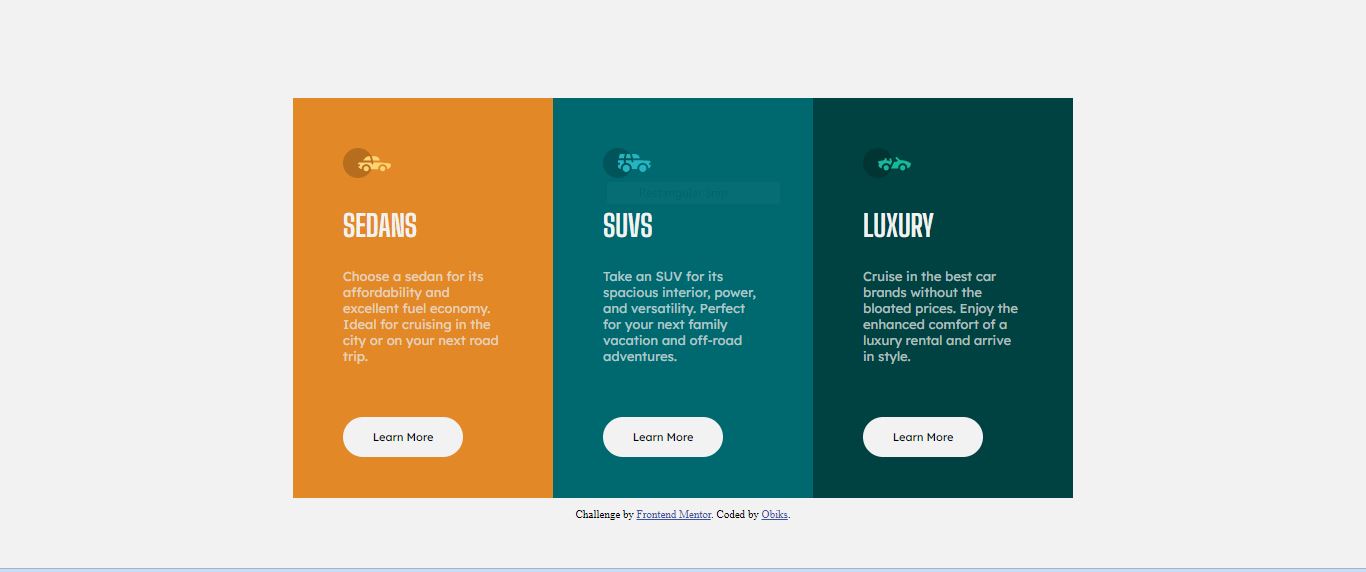 Rectangular Snip
SEDANS
SUVS
LUXURY
Choose a sedan for its
affordability and
excellent fuel economy.
Ideal for cruising in the
city or on your next road
trip.
Take an SUV for its
spacious interior, power,
and versatility. Perfect
for your next family
vacation and off-road
adventures.
Cruise in the best car
brands without the
bloated prices. Enjoy the
enhanced comfort of a
luxury rental and arrive
in style.
Learn More
Learn More
Learn More
Challenge by Frontend Mentor. Coded by Obiks.